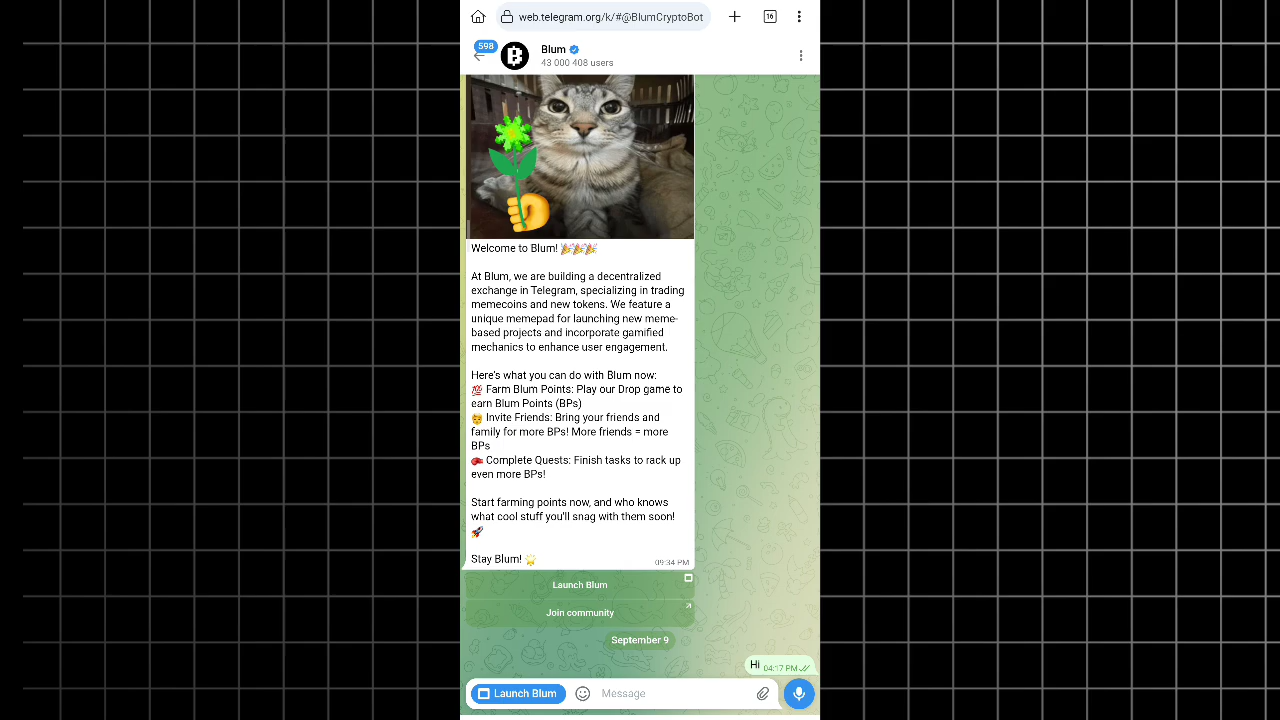 web.telegram.org/k/#@BlumCryptoBot
16
598
Blum
43 000 408 users
Welcome to Blum! 🎉🎉🎉
At Blum, we are building a decentralized
exchange in Telegram, specializing in trading
memecoins and new tokens. We feature a
unique memepad for launching new meme-
based projects and incorporate gamified
mechanics to enhance user engagement.
Here's what you can do with Blum now:
💯 Farm Blum Points: Play our Drop game to
earn Blum Points (BPs)
🤯 Invite Friends: Bring your friends and
family for more BPs! More friends = more
BPs
🥊 Complete Quests: Finish tasks to rack up
even more BPs!
Start farming points now, and who knows
what cool stuff you'll snag with them soon!
🚀
Stay Blum! 🌟
09:34 PM
Launch Blum
Join community
September 9
Hi 04:17 PM
Launch Blum
Message